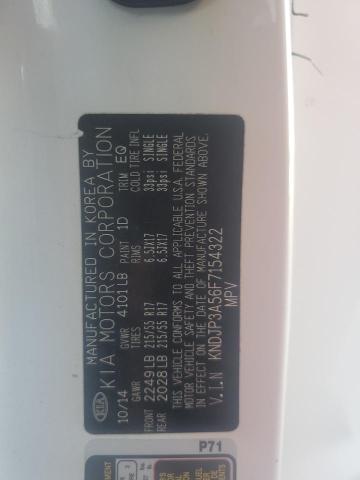 KIA
MANUFACTURED IN KOREA BY
KIA MOTORS CORPORATION
10/14 GVWR 4101LB PAINT 1D TRIM EQ
TIRES RIMS COLD TIRE INFL
FRONT 2249LB 215/55 R17 6.5JX17 33psi SINGLE
REAR 2028LB 215/55 R17 6.5JX17 33psi SINGLE
THIS VEHICLE CONFORMS TO ALL APPLICABLE U.S.A. FEDERAL
MOTOR VEHICLE SAFETY AND THEFT PREVENTION STANDARDS
IN EFFECT ON THE DATE OF MANUFACTURE SHOWN ABOVE.
V.I.N KNDJP3A56F7154322
MPV
P71